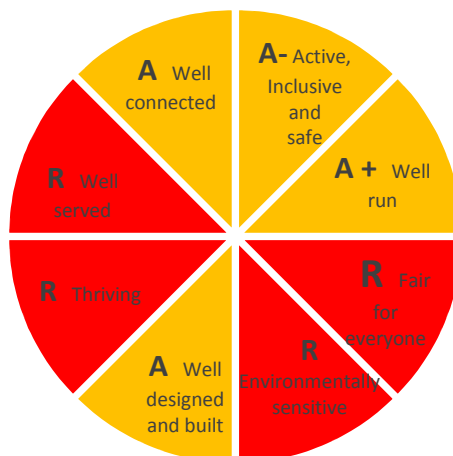 A- Active,
Inclusive
and
safe
A + Well
run
R Fair
for
everyone
R
Environmentally
sensitive
A Well
designed
and built
R Thriving
R Well
served
A Well
connected